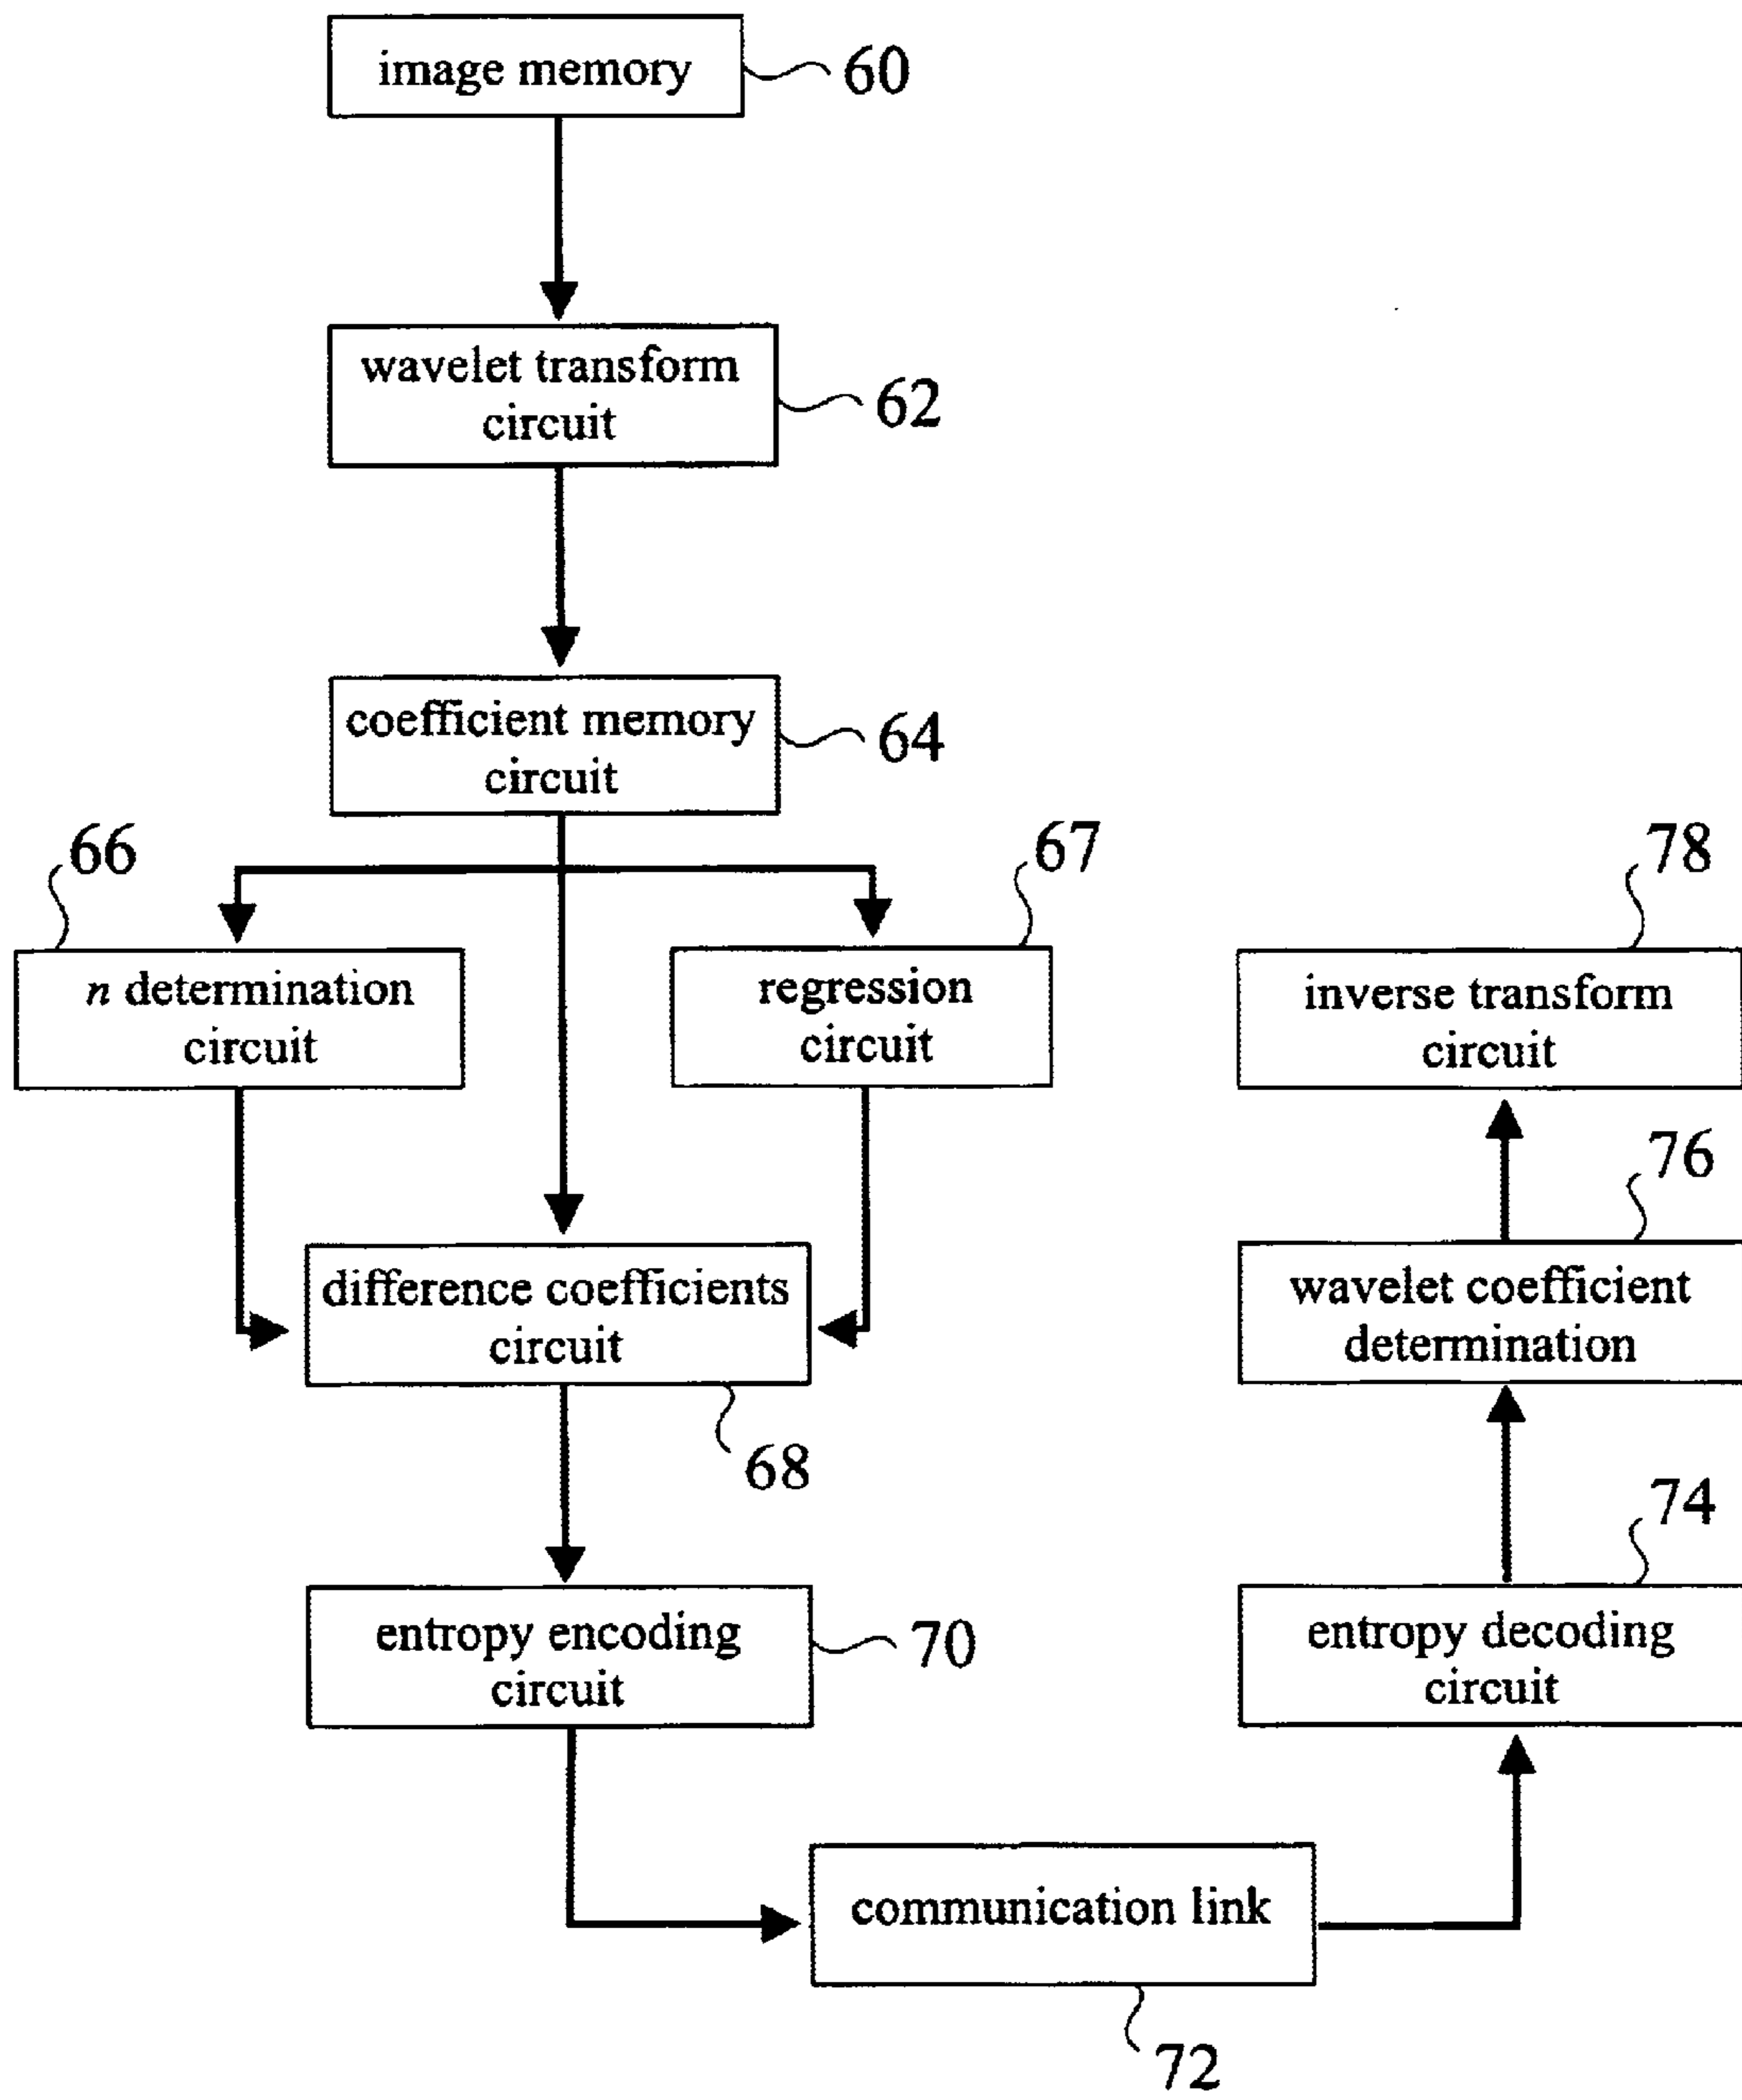 image memory
60
wavelet transform
circuit
62
coefficient memory
circuit
64
66
67
78
n determination
circuit
regression
circuit
inverse transform
circuit
76
difference coefficients
circuit
wavelet coefficient
determination
68
74
entropy encoding
circuit
70
entropy decoding
circuit
communication link
72